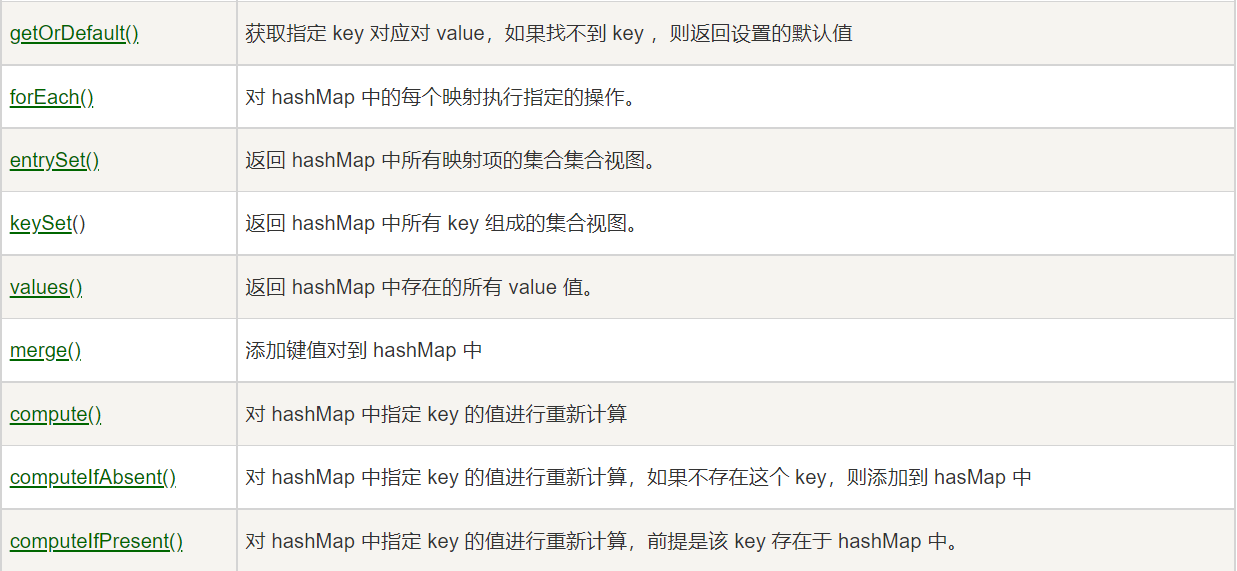 getOrDefault() 获取指定 key 对应对 value，如果找不到 key ，则返回设置的默认值
forEach() 对 hashMap 中的每个映射执行指定的操作。
entrySet() 返回 hashMap 中所有映射项的集合集合视图。
keySet() 返回 hashMap 中所有 key 组成的集合视图。
values() 返回 hashMap 中存在的所有 value 值。
merge() 添加键值对到 hashMap 中
compute() 对 hashMap 中指定 key 的值进行重新计算
computeIfAbsent() 对 hashMap 中指定 key 的值进行重新计算，如果不存在这个 key，则添加到 hasMap 中
computeIfPresent() 对 hashMap 中指定 key 的值进行重新计算，前提是该 key 存在于 hashMap 中。